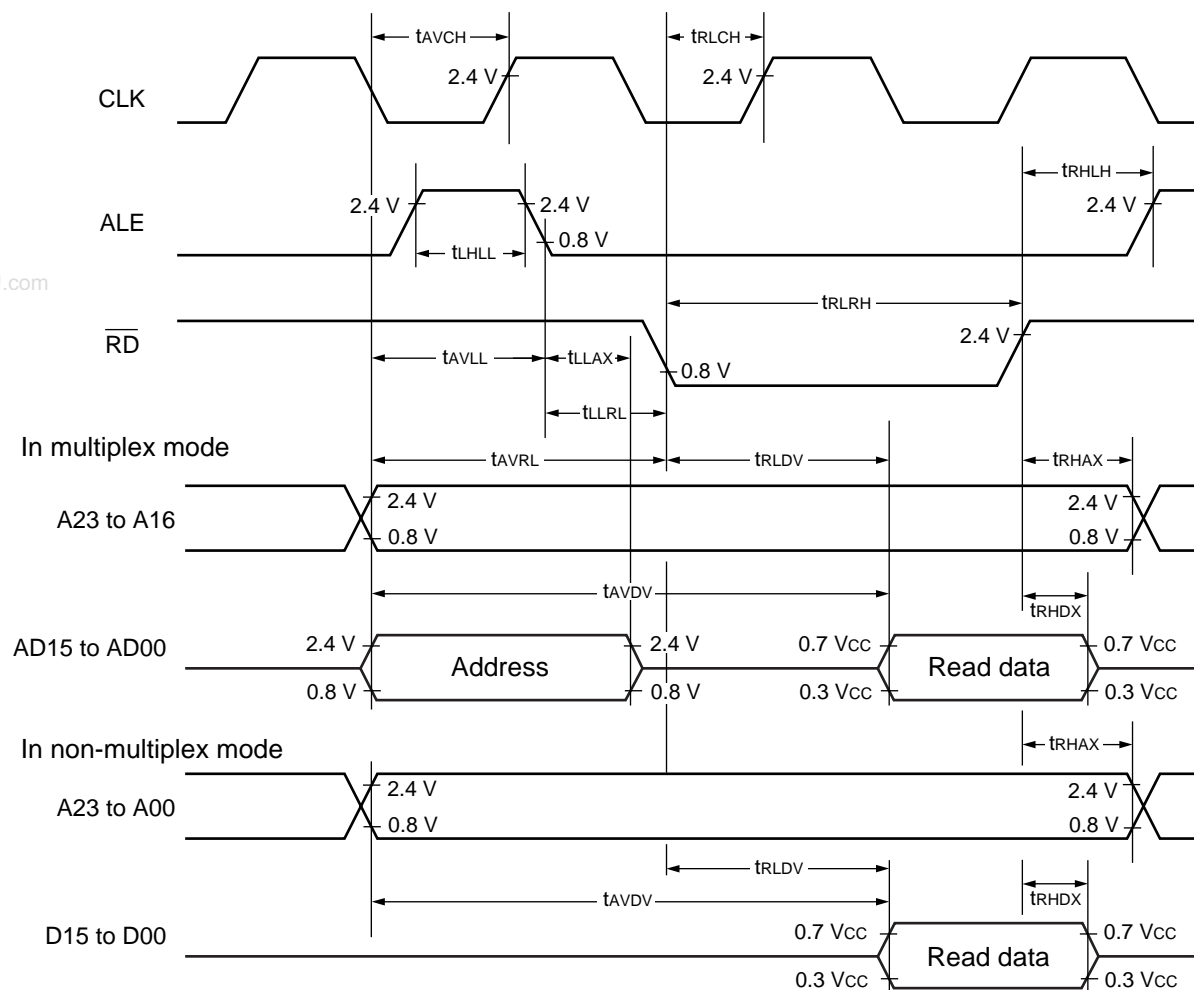 tAVCH
tRLCH
2.4 V
2.4 V
CLK
tRHLH
2.4 V
2.4 V
2.4 V
ALE
0.8 V
tLHLL
.com
tRLRH
RD
2.4 V
tAVLL
tLLAX
0.8 V
tLLRL
In multiplex mode
tAVRL
tRLDV
tRHAX
2.4 V
2.4 V
A23 to A16
0.8 V
0.8 V
tAVDV
tRHDX
AD15 to AD00
2.4 V
Address
2.4 V
0.7 VCC
Read data
0.7 VCC
0.8 V
0.8 V
0.3 VCC
0.3 VCC
In non-multiplex mode
tRHAX
2.4 V
2.4 V
A23 to A00
0.8 V
0.8 V
tRLDV
tAVDV
tRHDX
D15 to D00
0.7 VCC
Read data
0.7 VCC
0.3 VCC
0.3 VCC